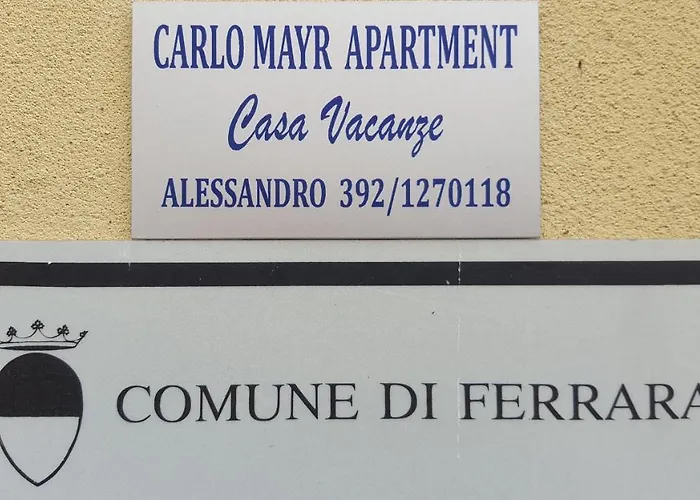 CARLO MAYR APARTMENT
Casa Vacanze
ALESSANDRO 392/1270118
COMUNE DI FERRARA